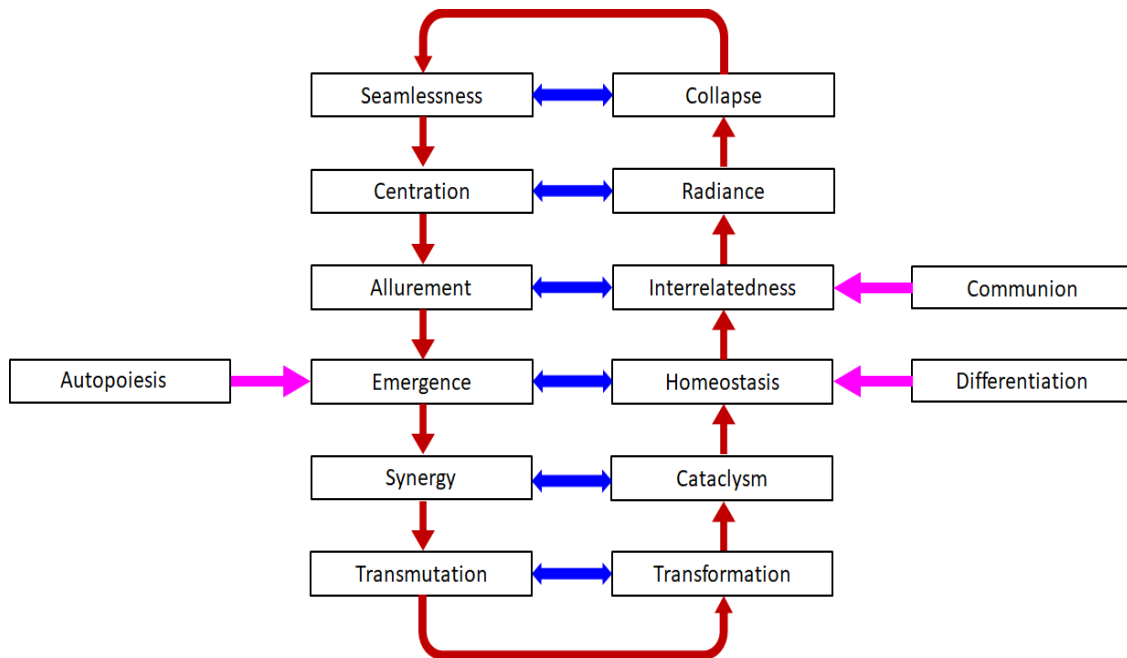 Seamlessness
Collapse
Centration
Radiance
Allurement
Interrelatedness
Communion
Autopoiesis
Emergence
Homeostasis
Differentiation
Synergy
Cataclysm
Transmutation
Transformation